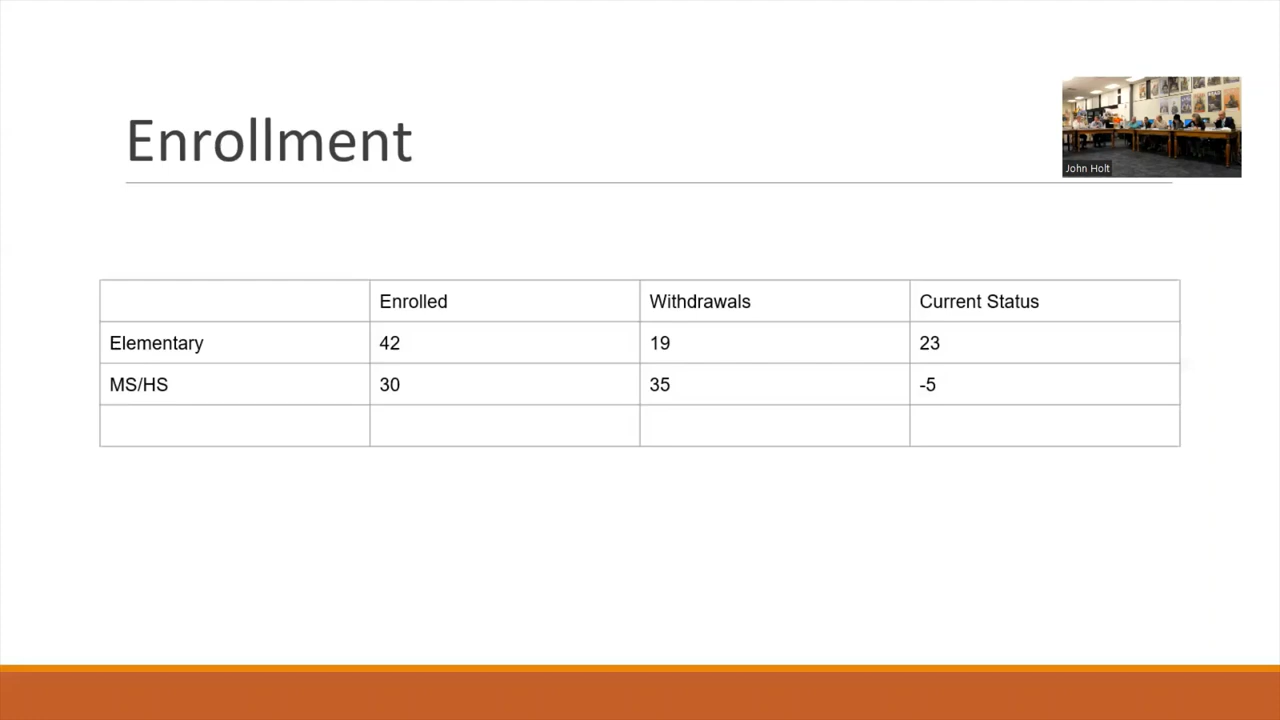 Enrollment
John Holt
Enrolled Withdrawals Current Status
Elementary 42 19 23
MS/HS 30 35 -5